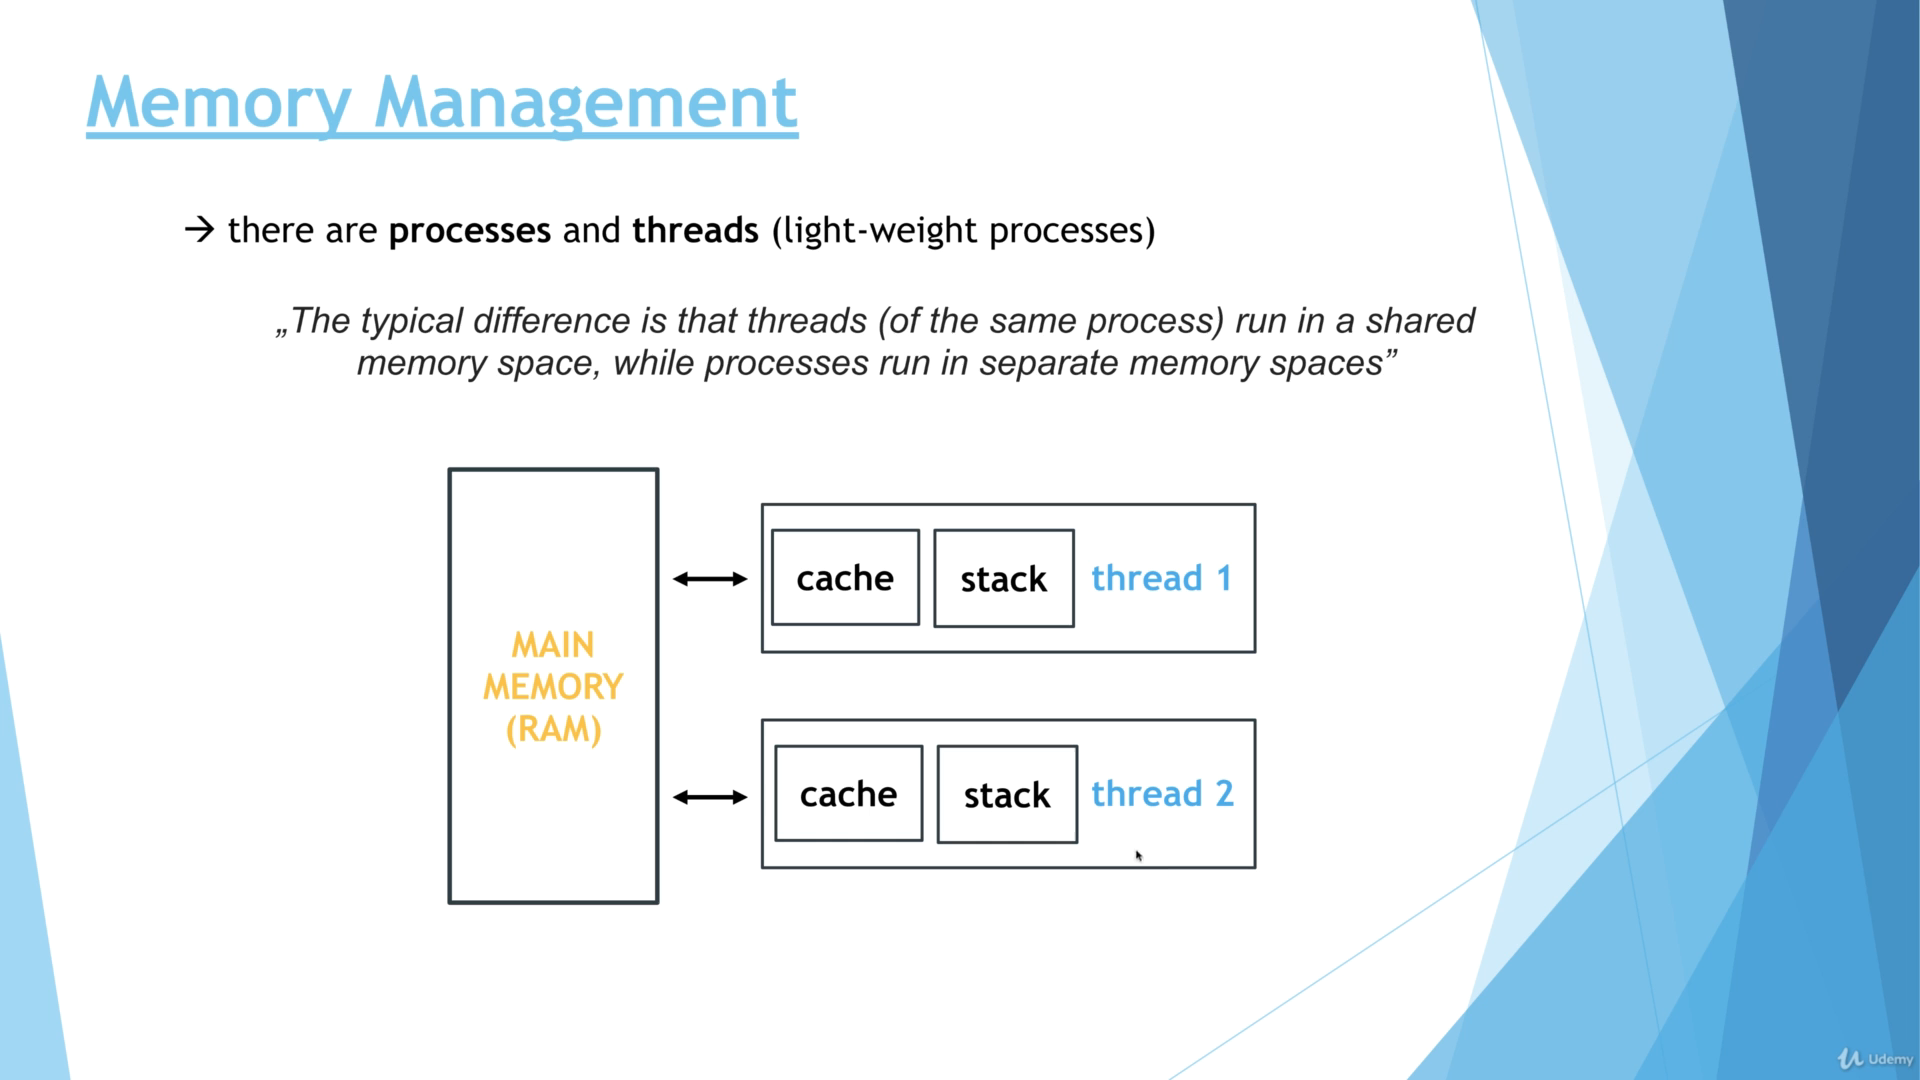 Memory Management
→ there are processes and threads (light-weight processes)
„The typical difference is that threads (of the same process) run in a shared
memory space, while processes run in separate memory spaces”
MAIN
MEMORY
(RAM)
cache
stack
thread 1
cache
stack
thread 2
Udemy